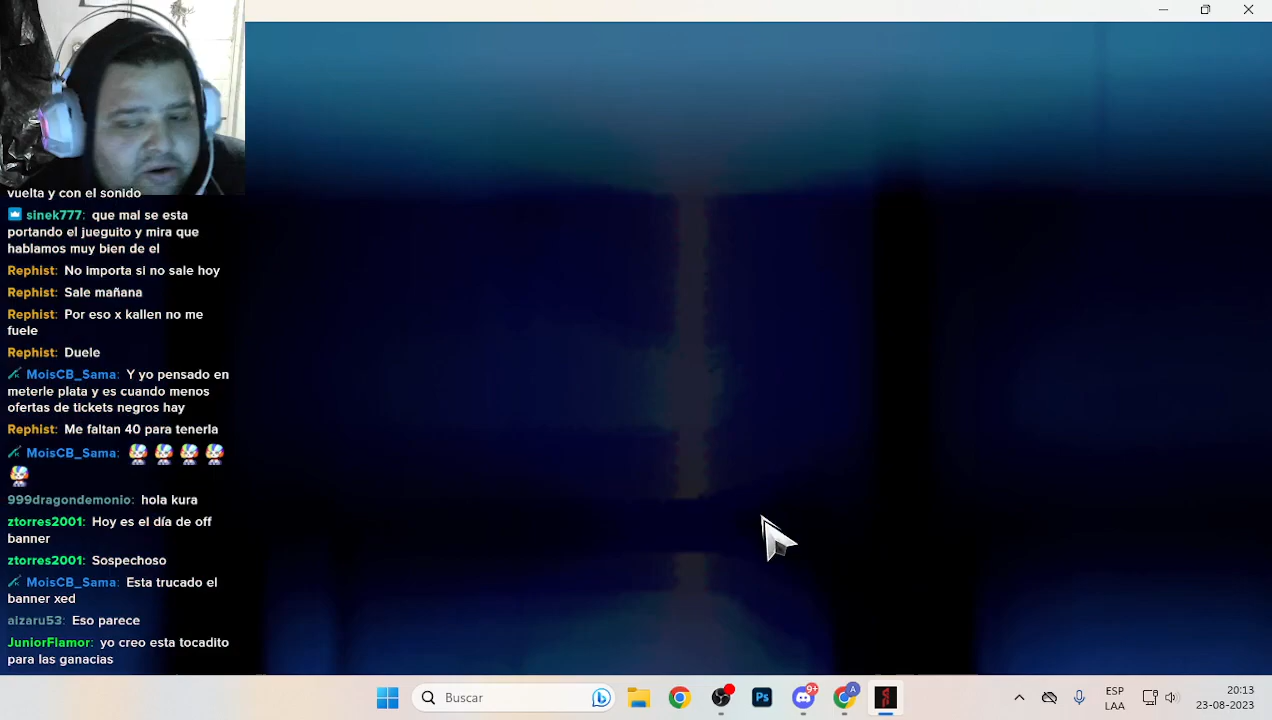 vuelta y con el sonido
sinek777: que mal se esta
portando el jueguito y mira que
hablamos muy bien de el
Rephist: No importa si no sale hoy
Rephist: Sale mañana
Rephist: Por eso x kallen no me
fuele
Rephist: Duele
MoisCB_Sama: Y yo pensado en
meterle plata y es cuando menos
ofertas de tickets negros hay
Rephist: Me faltan 40 para tenerla
MoisCB_Sama:
999dragondemonio: hola kura
ztorres2001: Hoy es el día de off
banner
ztorres2001: Sospechoso
MoisCB_Sama: Esta trucado el
banner xed
aizaru53: Eso parece
JuniorFlamor: yo creo esta tocadito
para las ganacias
Buscar
Ps
9+
A
ESP
LAA
20:13
23-08-2023